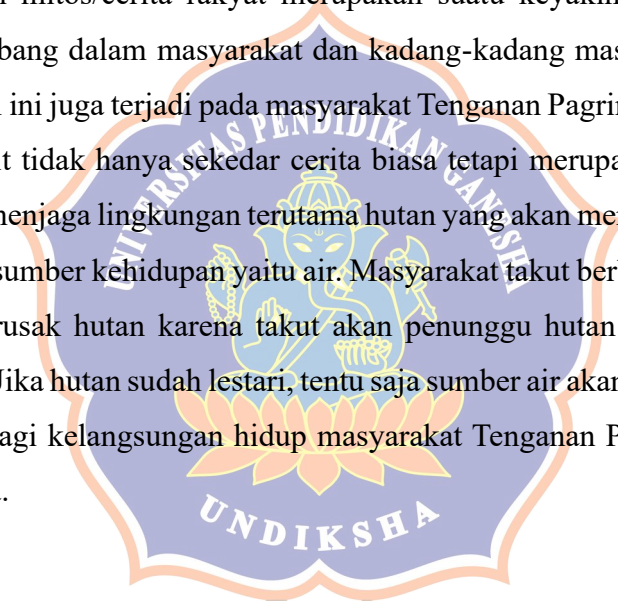 mitos/cerita rakyat merupakan suatu
bang dalam masyarakat dan kadang-kadang mas
ini juga terjadi pada masyarakat Tenganan Pagrin
t tidak hanya sekedar cerita biasa tetapi merupa
menjaga lingkungan terutama hutan yang akan me
sumber kehidupan yaitu air. Masyarakat takut ber
rusak hutan karena takut akan penunggu hutan
Jika hutan sudah lestari, tentu saja sumber air akan
agi kelangsungan hidup masyarakat Tenganan P
UNIVERSITAS PENDIDIKAN GANESHA
UNDIKSHA